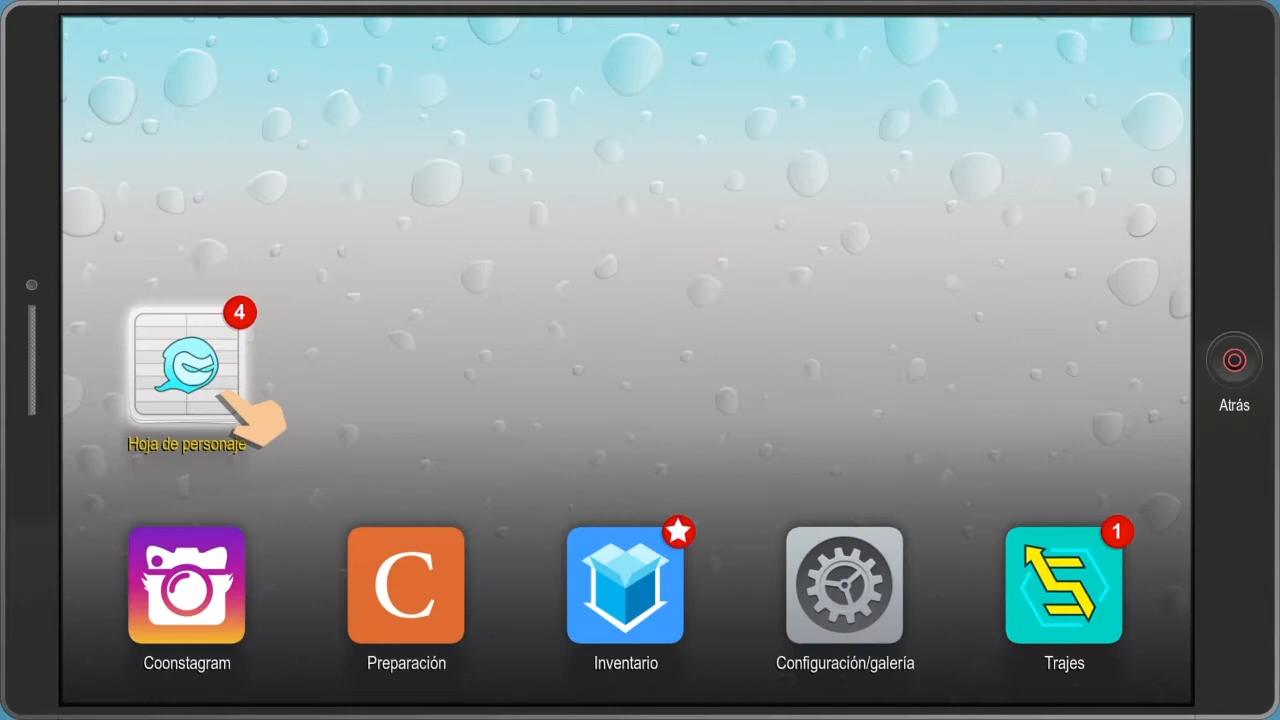 4
Hoja de personaje
Atrás
C
1
Coonstagram
Preparación
Inventario
Configuración/galería
Trajes